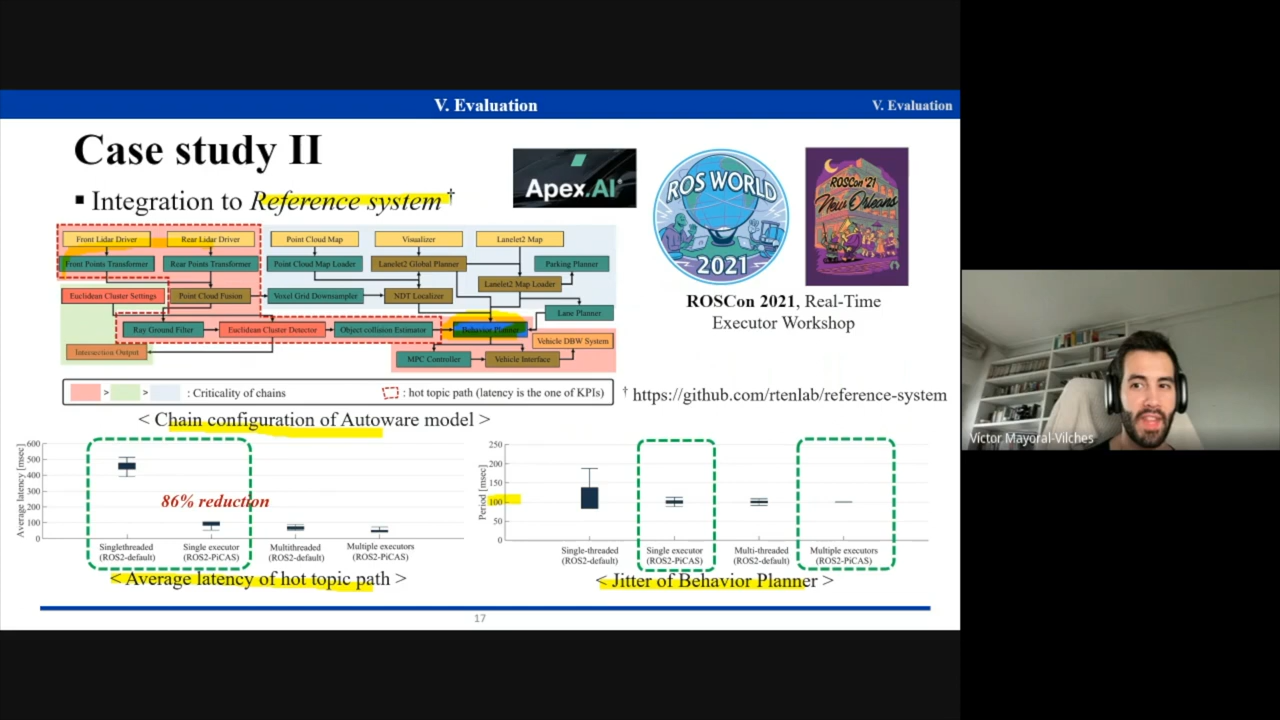 V. Evaluation
V. Evaluation
Case study II
▪ Integration to Reference system†
Apex.AI
ROS WORLD
2021
ROSCon '21
New Orleans
ROSCon 2021, Real-Time
Executor Workshop
Front Lidar Driver
Rear Lidar Driver
Point Cloud Map
Visualizer
Lanelet2 Map
Front Points Transformer
Rear Points Transformer
Point Cloud Map Loader
Lanelet2 Global Planner
Parking Planner
Lanelet2 Map Loader
Euclidean Cluster Settings
Point Cloud Fusion
Voxel Grid Downsampler
NDT Localizer
Lane Planner
Ray Ground Filter
Euclidean Cluster Detector
Object collision Estimator
Behavior Planner
Vehicle DBW System
Intersection Output
MPC Controller
Vehicle Interface
> > : Criticality of chains
: hot topic path (latency is the one of KPIs)
† https://github.com/rtenlab/reference-system
< Chain configuration of Autoware model >
Average latency [msec]
600
500
400
300
200
100
0
86% reduction
Singlethreaded
(ROS2-default)
Single executor
(ROS2-PiCAS)
Multithreaded
(ROS2-default)
Multiple executors
(ROS2-PiCAS)
< Average latency of hot topic path >
Period [msec]
250
200
150
100
50
0
Single-threaded
(ROS2-default)
Single executor
(ROS2-PiCAS)
Multi-threaded
(ROS2-default)
Multiple executors
(ROS2-PiCAS)
< Jitter of Behavior Planner >
17
Víctor Mayoral-Vilches